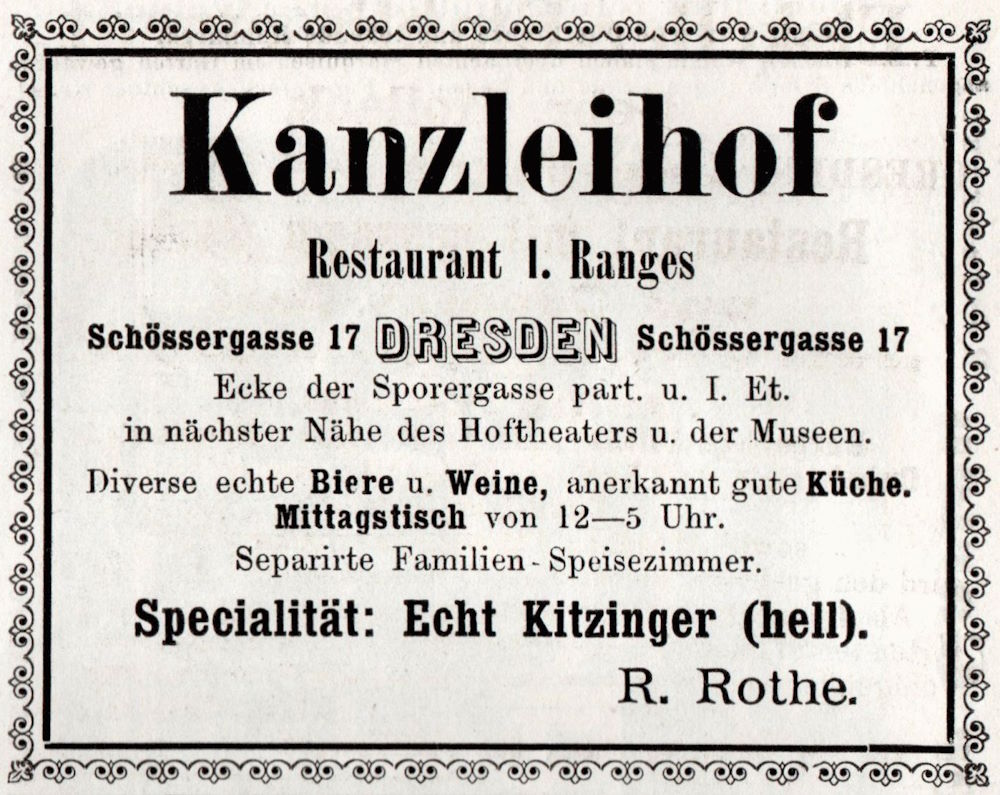 Kanzleihof
Restaurant I. Ranges
Schössergasse 17 DRESDEN Schössergasse 17
Ecke der Sporergasse part. u. I. Et.
in nächster Nähe des Hoftheaters u. der Museen.
Diverse echte Biere u. Weine, anerkannt gute Küche.
Mittagstisch von 12—5 Uhr.
Separirte Familien-Speisezimmer.
Specialität: Echt Kitzinger (hell).
R. Rothe.